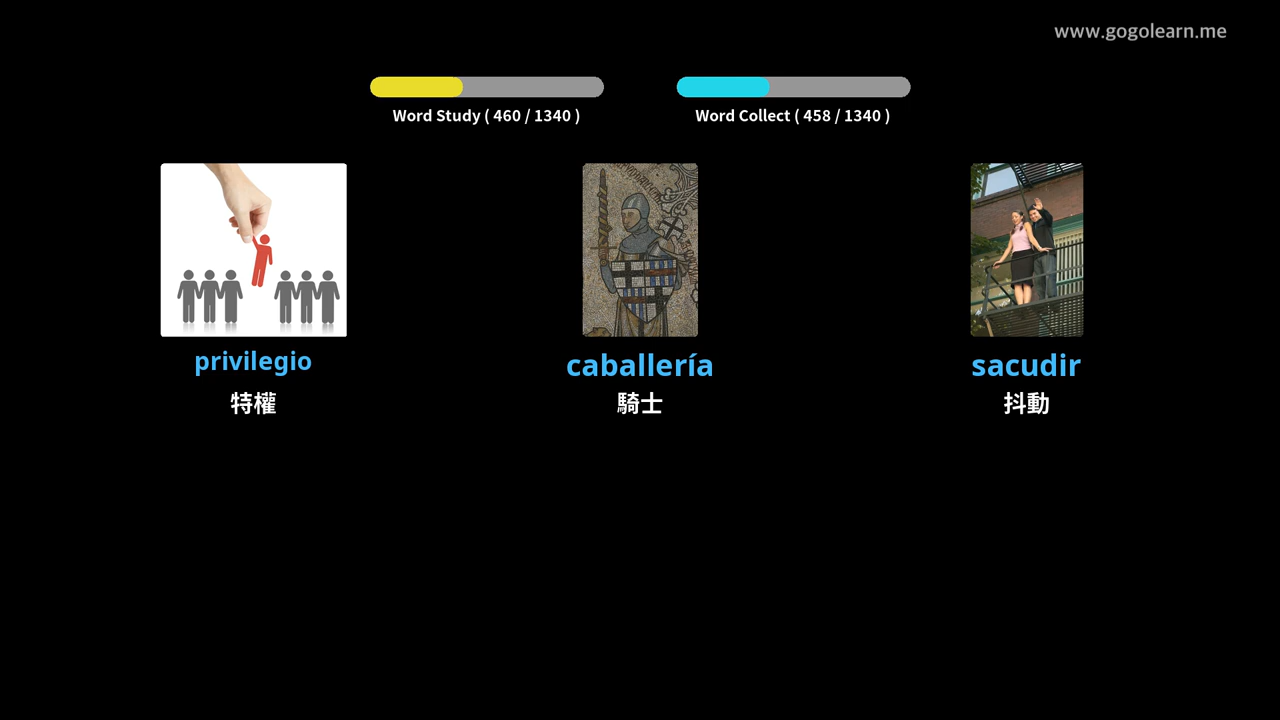 www.gogolearn.me
Word Study ( 460 / 1340 )
Word Collect ( 458 / 1340 )
privilegio
特權
caballería
騎士
sacudir
抖動